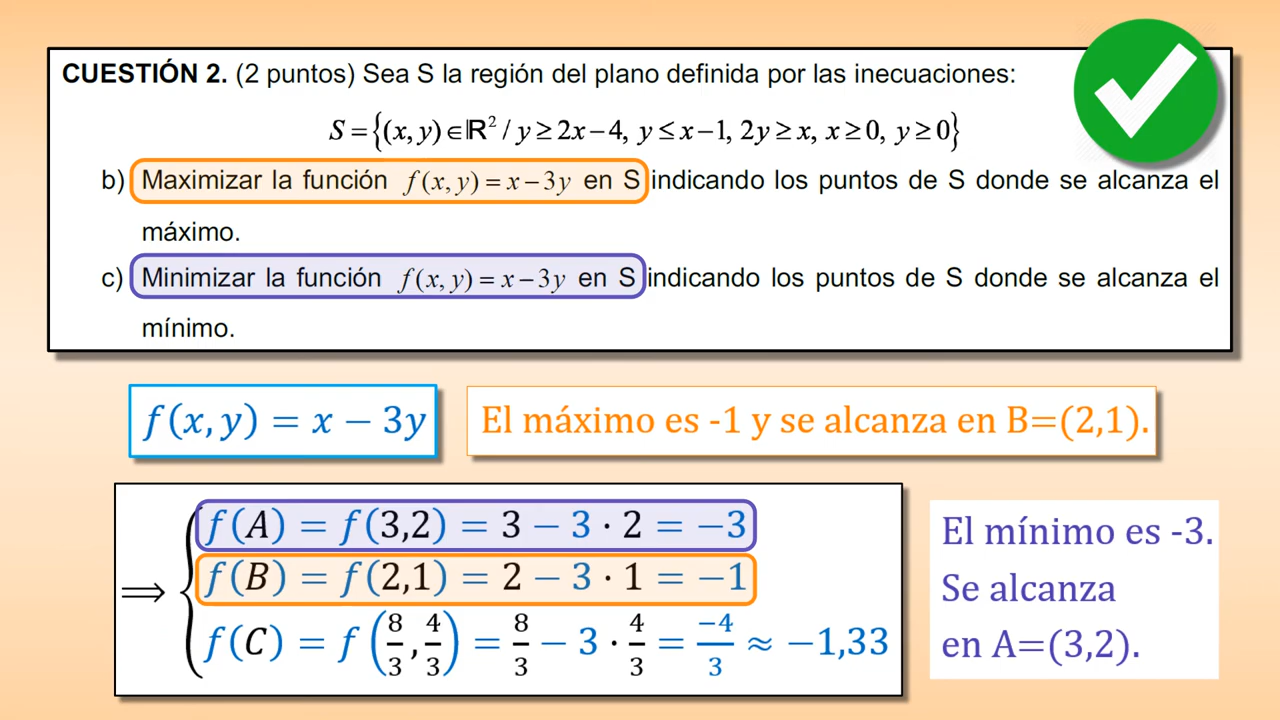 CUESTIÓN 2. (2 puntos) Sea S la región del plano definida por las inecuaciones:
S = {(x, y) ∈ ℝ² / y ≥ 2x − 4, y ≤ x − 1, 2y ≥ x, x ≥ 0, y ≥ 0}
b) Maximizar la función f(x, y) = x − 3y en S indicando los puntos de S donde se alcanza el
máximo.
c) Minimizar la función f(x, y) = x − 3y en S indicando los puntos de S donde se alcanza el
mínimo.
f(x, y) = x − 3y
El máximo es -1 y se alcanza en B=(2,1).
⟹ { f(A) = f(3,2) = 3 − 3 · 2 = −3
f(B) = f(2,1) = 2 − 3 · 1 = −1
f(C) = f(8/3, 4/3) = 8/3 − 3 · 4/3 = −4/3 ≈ −1,33
El mínimo es -3.
Se alcanza
en A=(3,2).